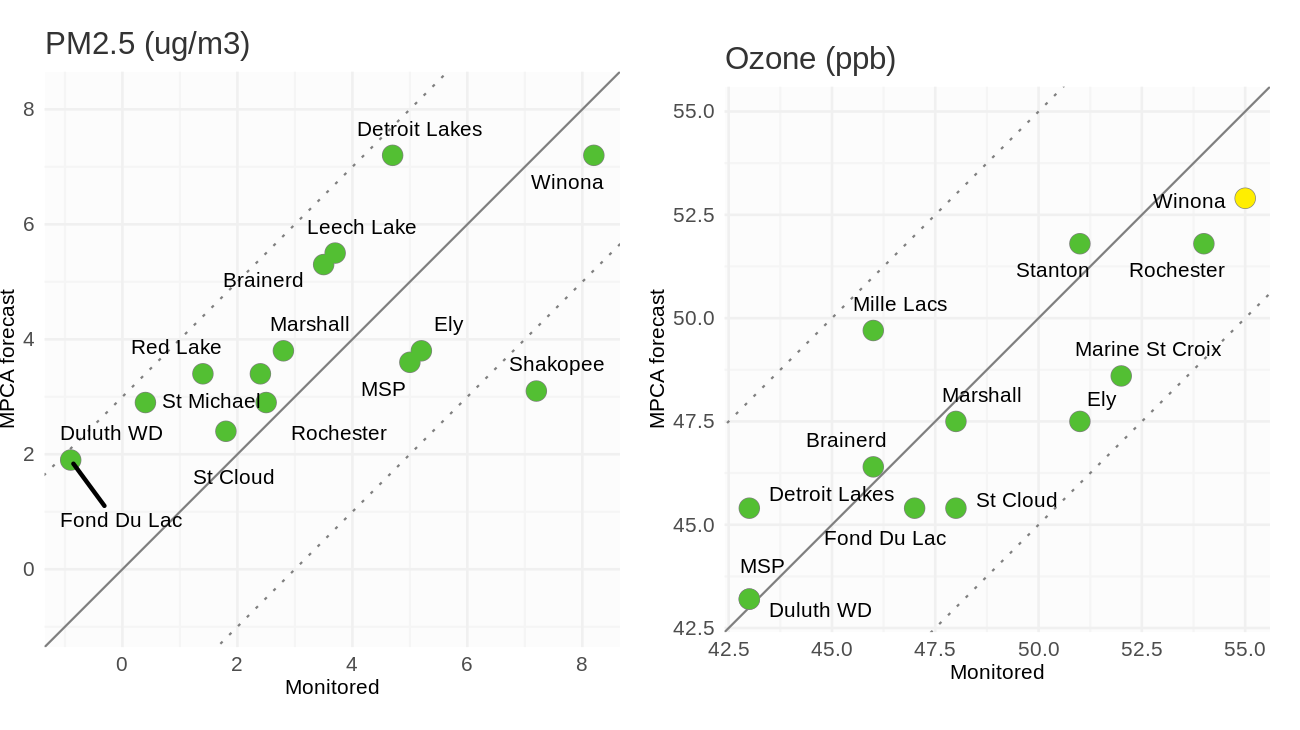 PM2.5 (ug/m3)
8
6
4
2
0
MPCA forecast
Detroit Lakes
Winona
Leech Lake
Brainerd
Marshall
Ely
Red Lake
Shakopee
MSP
St Michael
Duluth WD
Rochester
St Cloud
Fond Du Lac
0 2 4 6 8
Monitored
Ozone (ppb)
55.0
52.5
50.0
47.5
45.0
42.5
MPCA forecast
Winona
Stanton
Rochester
Mille Lacs
Marine St Croix
Marshall
Ely
Brainerd
Detroit Lakes
St Cloud
Fond Du Lac
MSP
Duluth WD
42.5 45.0 47.5 50.0 52.5 55.0
Monitored